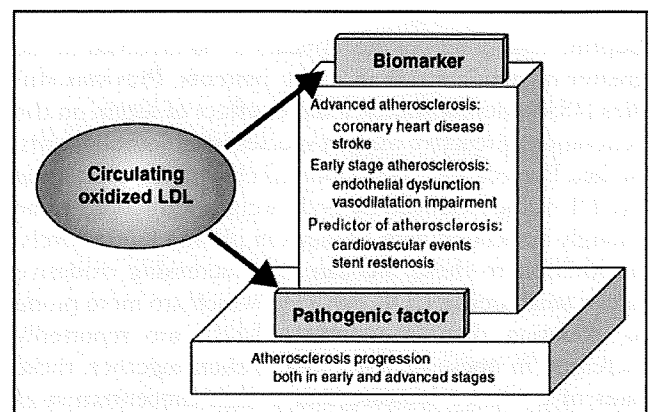 Biomarker
Advanced atherosclerosis:
coronary heart disease
stroke
Early stage atherosclerosis:
endothelial dysfunction
vasodilatation impairment
Predictor of atherosclerosis:
cardiovascular events
stent restenosis
Circulating
oxidized LDL
Pathogenic factor
Atherosclerosis progression
both in early and advanced stages